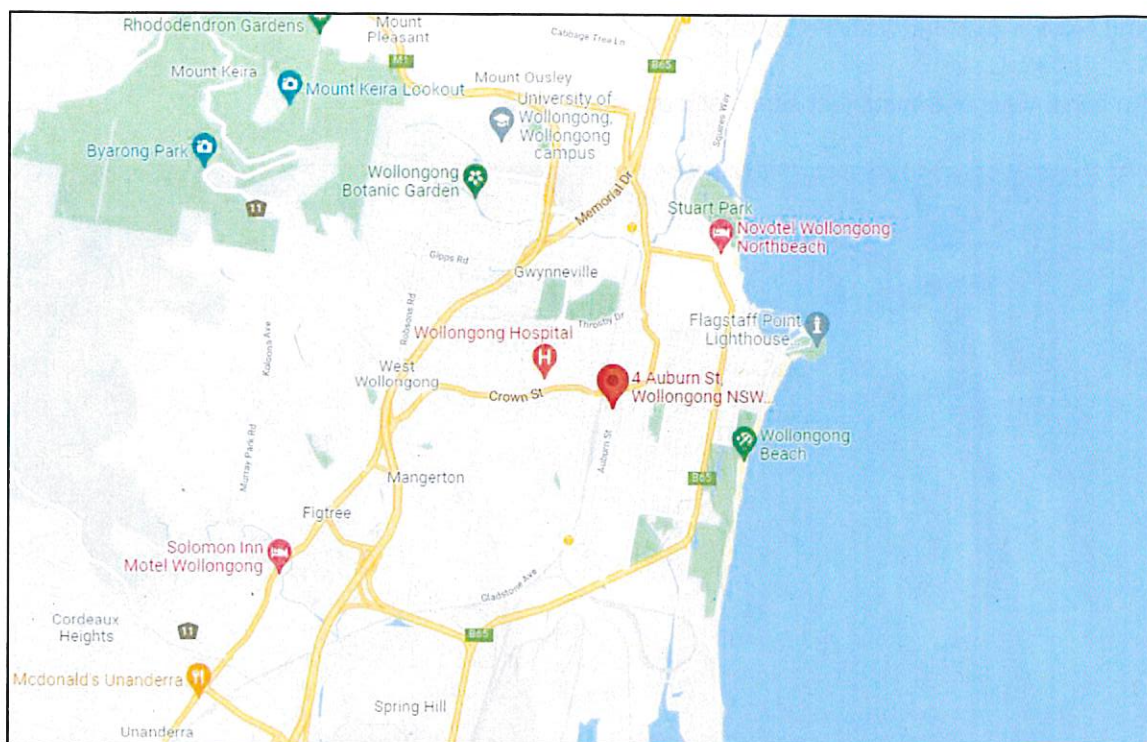 Rhododendron Gardens
Mount
Pleasant
Cabbage Tree Ln
M1
B65
Mount Keira
Mount Keira Lookout
Mount Ousley
University of
Wollongong,
Wollongong
campus
Squires Way
Byarong Park
Wollongong
Botanic Garden
11
Memorial Dr
Stuart Park
Novotel Wollongong
Northbeach
Gipps Rd
Gwynneville
Robsons Rd
Throsby Dr
Flagstaff Point
Lighthouse...
Koloona Ave
Wollongong Hospital
H
West
Wollongong
Crown St
4 Auburn St,
Wollongong NSW...
Murray Park Rd
Auburn St
Wollongong
Beach
Mangerton
B65
Figtree
Solomon Inn
Motel Wollongong
Gladstone Ave
Cordeaux
Heights
11
B65
Mcdonald's Unanderra
Spring Hill
Unanderra